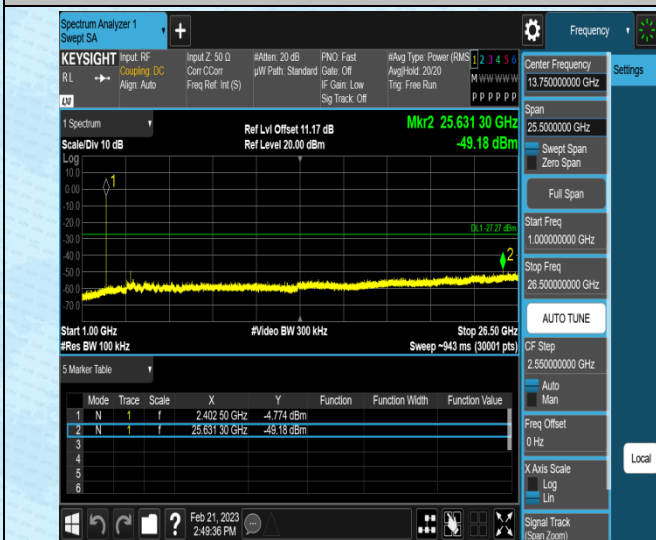 Spectrum Analyzer 1
Swept SA
+
Frequency
KEYSIGHT Input: RF Input Z: 50 Ω #Atten: 20 dB PNO: Fast #Avg Type: Power (RMS 1 2 3 4 5 6
RL Coupling: DC Corr CCorr µW Path: Standard Gate: Off Avg|Hold: 20/20 M W W W W W
Align: Auto Freq Ref: Int (S) IF Gain: Low Trig: Free Run
Sig Track: Off P P P P P P
LXI
1 Spectrum
Ref Lvl Offset 11.17 dB Mkr2 25.631 30 GHz
Scale/Div 10 dB Ref Level 20.00 dBm -49.18 dBm
Log
10.0
0.00
-10.0
-20.0
-30.0
-40.0
-50.0
-60.0
-70.0
1
DL1 -27.27 dBm
2
Start 1.00 GHz #Video BW 300 kHz Stop 26.50 GHz
#Res BW 100 kHz Sweep ~943 ms (30001 pts)
5 Marker Table
Mode Trace Scale X Y Function Function Width Function Value
1 N 1 f 2.402 50 GHz -4.774 dBm
2 N 1 f 25.631 30 GHz -49.18 dBm
3
4
5
6
Feb 21, 2023
2:49:36 PM
?
Center Frequency
13.750000000 GHz
Settings
Span
25.5000000 GHz
Swept Span
Zero Span
Full Span
Start Freq
1.000000000 GHz
Stop Freq
26.500000000 GHz
AUTO TUNE
CF Step
2.550000000 GHz
Auto
Man
Freq Offset
0 Hz
Local
X Axis Scale
Log
Lin
Signal Track
(Span Zoom)